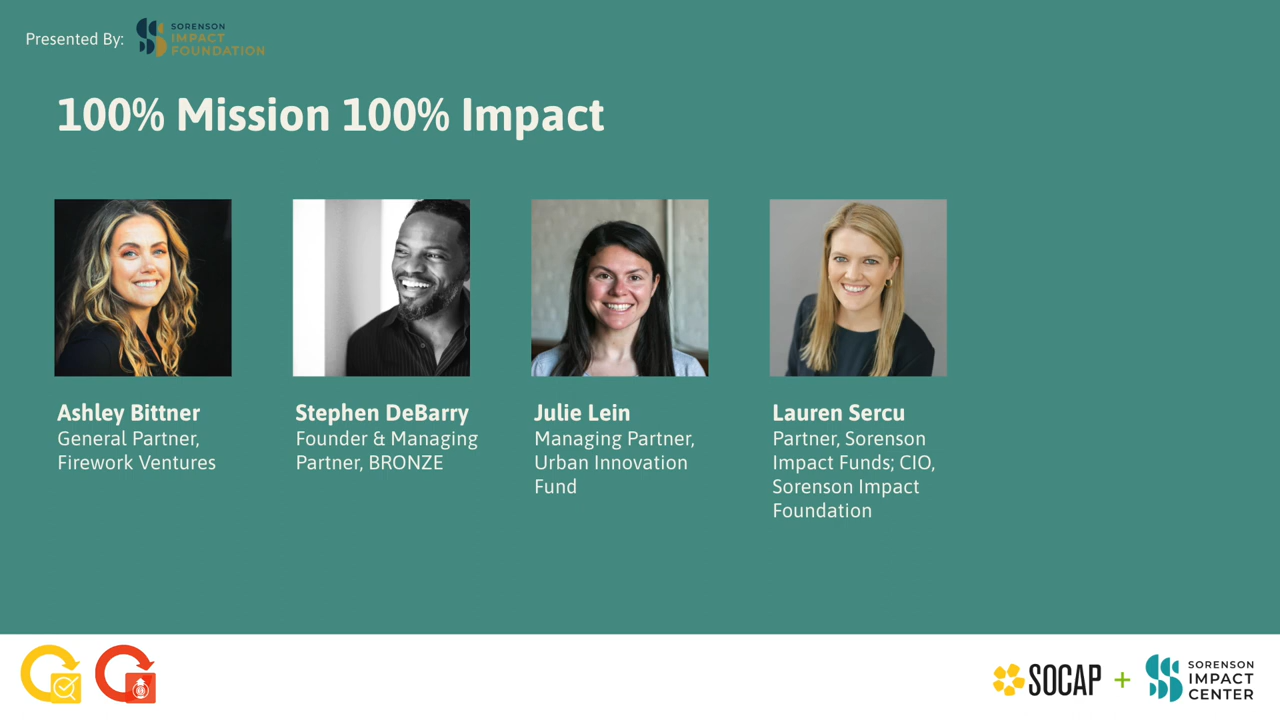 Presented By:
SORENSON
IMPACT
FOUNDATION
100% Mission 100% Impact
Ashley Bittner
General Partner,
Firework Ventures
Stephen DeBarry
Founder & Managing
Partner, BRONZE
Julie Lein
Managing Partner,
Urban Innovation
Fund
Lauren Sercu
Partner, Sorenson
Impact Funds; CIO,
Sorenson Impact
Foundation
SOCAP +
SORENSON
IMPACT
CENTER